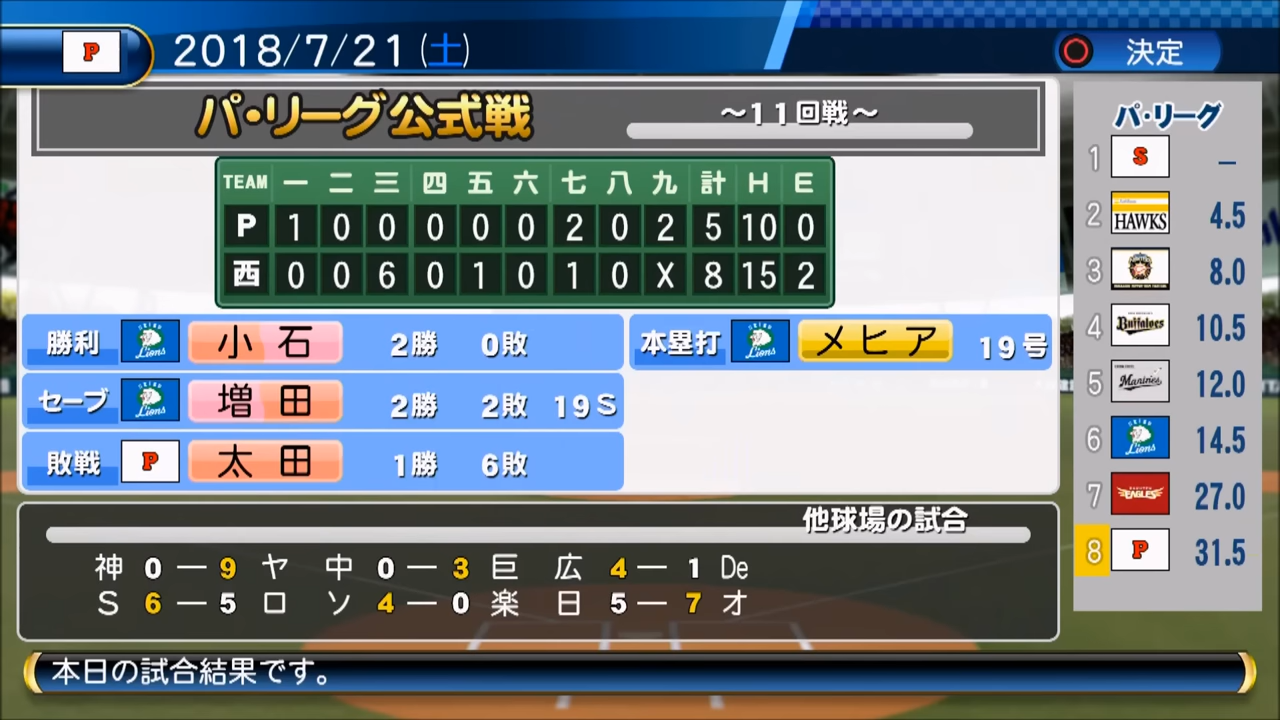 P 2018/7/21(土) 決定
パ・リーグ公式戦 ～11回戦～
TEAM 一 二 三 四 五 六 七 八 九 計 H E
P 1 0 0 0 0 0 2 0 2 5 10 0
西 0 0 6 0 1 0 1 0 X 8 15 2
勝利 Lions 小石 2勝 0敗
セーブ Lions 増田 2勝 2敗 19S
敗戦 P 太田 1勝 6敗
本塁打 Lions メヒア 19号
パ・リーグ
1 S –
2 HAWKS 4.5
3 8.0
4 Buffaloes 10.5
5 Marines 12.0
6 Lions 14.5
7 EAGLES 27.0
8 P 31.5
他球場の試合
神 0 — 9 ヤ 中 0 — 3 巨 広 4 — 1 De
S 6 — 5 ロ ソ 4 — 0 楽 日 5 — 7 オ
本日の試合結果です。